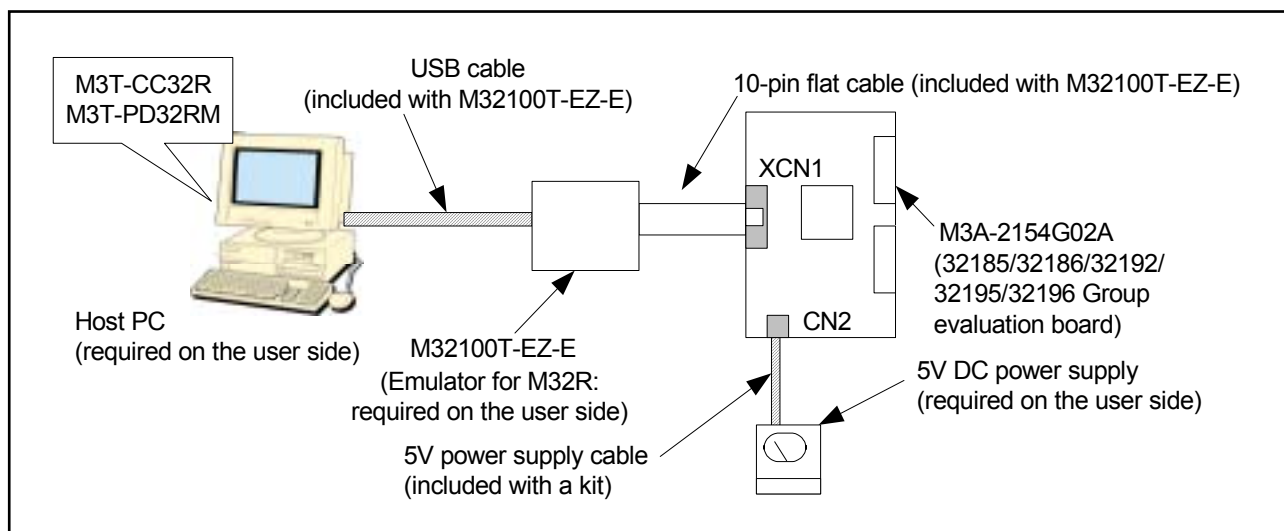 M3T-CC32R
M3T-PD32RM
USB cable
(included with M32100T-EZ-E)
10-pin flat cable (included with M32100T-EZ-E)
XCN1
M3A-2154G02A
(32185/32186/32192/
32195/32196 Group
evaluation board)
Host PC
(required on the user side)
M32100T-EZ-E
(Emulator for M32R:
required on the user side)
CN2
5V DC power supply
(required on the user side)
5V power supply cable
(included with a kit)